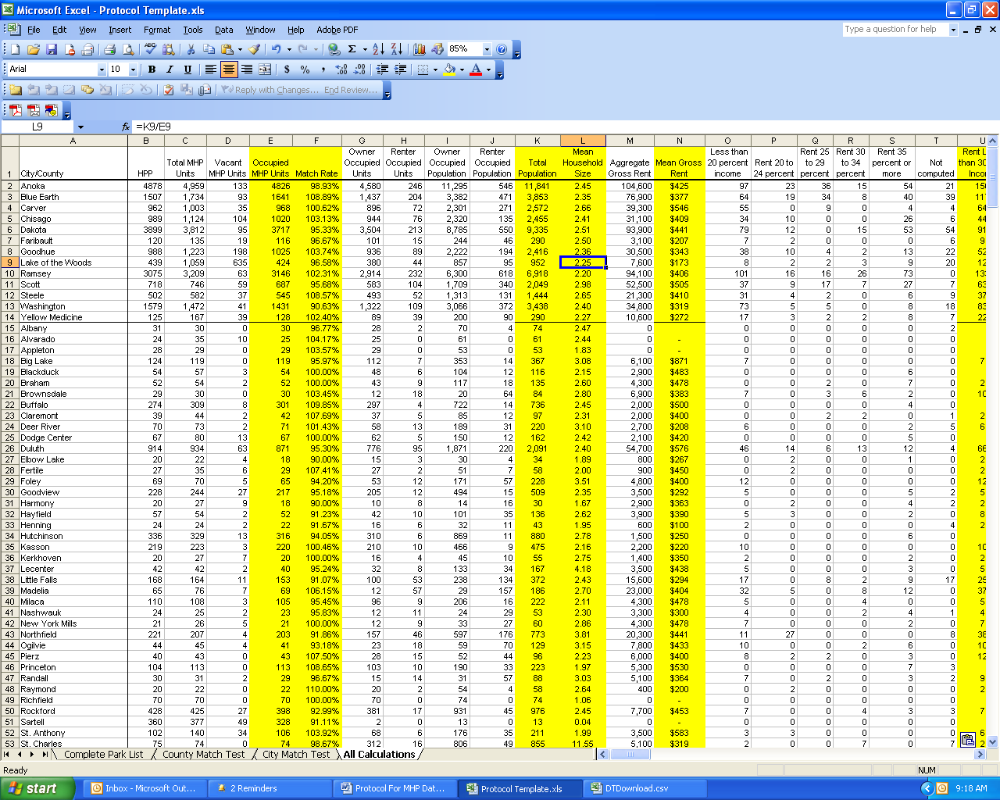 Microsoft Excel - Protocol Template.xls
File Edit View Insert Format Tools Data Window Help Adobe PDF Type a question for help
85%
Arial 10 B I U $ % ,
Reply with Changes... End Review...
L9 fx =K9/E9
A B C D E F G H I J K L M N O P Q R S T U
1 City/County HPP Total MHP Units Vacant MHP Units Occupied MHP Units Match Rate Owner Occupied Units Renter Occupied Units Owner Occupied Population Renter Occupied Population Total Population Mean Household Size Aggregate Gross Rent Mean Gross Rent Less than 20 percent income Rent 20 to 24 percent Rent 25 to 29 percent Rent 30 to 34 percent Rent 35 percent or more Not computed Rent L than 30 Incor
2 Anoka 4878 4,959 133 4826 98.93% 4,580 246 11,295 546 11,841 2.45 104,600 $425 97 23 36 15 54 21 150
3 Blue Earth 1507 1,734 93 1641 108.89% 1,437 204 3,382 471 3,853 2.35 76,900 $377 64 19 34 8 40 39 11
4 Carver 962 1,003 35 968 100.62% 896 72 2,301 271 2,572 2.66 39,300 $546 55 0 9 0 4 4 64
5 Chisago 989 1,124 104 1020 103.13% 944 76 2,320 135 2,455 2.41 31,100 $409 34 10 0 0 26 6 44
6 Dakota 3899 3,812 95 3717 95.33% 3,504 213 8,785 550 9,335 2.51 93,900 $441 79 12 0 15 53 54 91
7 Faribault 120 135 19 116 96.67% 101 15 244 46 290 2.50 3,100 $207 7 2 0 0 0 6 9
8 Goodhue 988 1,223 198 1025 103.74% 936 89 2,222 194 2,416 2.36 30,500 $343 38 10 4 2 13 22 52
9 Lake of the Woods 439 1,059 635 424 96.58% 380 44 857 95 952 2.25 7,600 $173 8 2 2 3 9 20 12
10 Ramsey 3075 3,209 63 3146 102.31% 2,914 232 6,300 618 6,918 2.20 94,100 $406 101 16 16 26 73 0 13
11 Scott 718 746 59 687 95.68% 583 104 1,709 340 2,049 2.98 52,500 $505 37 9 17 7 27 7 63
12 Steele 502 582 37 545 108.57% 493 52 1,313 131 1,444 2.65 21,300 $410 31 4 2 0 6 9 37
13 Washington 1579 1,472 41 1431 90.63% 1,322 109 3,066 372 3,438 2.40 34,800 $319 73 5 5 0 8 18 83
14 Yellow Medicine 125 167 39 128 102.40% 89 39 200 90 290 2.27 10,600 $272 17 3 2 2 8 7 22
15 Albany 31 30 0 30 96.77% 28 2 70 4 74 2.47 0 - 0 0 0 0 0 2
16 Alvarado 24 35 10 25 104.17% 25 0 61 0 61 2.44 0 - 0 0 0 0 0 0
17 Appleton 28 29 0 29 103.57% 29 0 53 0 53 1.83 0 - 0 0 0 0 0 0
18 Big Lake 124 119 0 119 95.97% 112 7 353 14 367 3.08 6,100 $871 7 0 0 0 0 0 7
19 Blackduck 54 57 3 54 100.00% 48 6 104 12 116 2.15 2,900 $483 0 0 0 0 6 0
20 Braham 52 54 2 52 100.00% 43 9 117 18 135 2.60 4,300 $478 0 0 2 0 7 0 2
21 Brownsdale 29 30 0 30 103.45% 12 18 20 64 84 2.80 6,900 $383 7 0 3 6 2 0 10
22 Buffalo 274 309 8 301 109.85% 297 4 722 14 736 2.45 2,000 $500 0 0 0 0 4 0
23 Claremont 39 44 2 42 107.69% 37 5 85 12 97 2.31 2,000 $400 0 0 2 2 0 1 2
24 Deer River 70 73 2 71 101.43% 58 13 189 31 220 3.10 2,700 $208 6 0 0 0 2 5 6
25 Dodge Center 67 80 13 67 100.00% 62 5 150 12 162 2.42 2,100 $420 0 0 0 0 5 0
26 Duluth 914 934 63 871 95.30% 776 95 1,871 220 2,091 2.40 54,700 $576 46 14 6 13 12 4 66
27 Elbow Lake 20 22 4 18 90.00% 15 3 30 4 34 1.89 800 $267 0 2 0 0 1 0 2
28 Fertile 27 35 6 29 107.41% 27 2 51 7 58 2.00 900 $450 0 2 0 0 0 0 2
29 Foley 69 70 5 65 94.20% 53 12 171 57 228 3.51 4,800 $400 12 0 0 0 0 0 12
30 Goodview 228 244 27 217 95.18% 205 12 494 15 509 2.35 3,500 $292 5 0 0 0 5 2 5
31 Harmony 20 27 9 18 90.00% 10 8 14 16 30 1.67 2,900 $363 0 2 0 0 4 2 2
32 Hayfield 57 54 2 52 91.23% 42 10 101 35 136 2.62 3,900 $390 5 3 0 0 2 0 8
33 Henning 24 24 2 22 91.67% 16 6 32 11 43 1.95 600 $100 2 0 0 0 0 4 2
34 Hutchinson 336 329 13 316 94.05% 310 6 869 11 880 2.78 1,500 $250 0 0 0 0 6 0
35 Kasson 219 223 3 220 100.46% 210 10 466 9 475 2.16 2,200 $220 10 0 0 0 0 0 10
36 Kerkhoven 20 27 7 20 100.00% 16 4 45 10 55 2.75 1,400 $350 2 0 0 0 2 0 2
37 Lecenter 42 42 2 40 95.24% 32 8 133 34 167 4.18 3,500 $438 5 0 0 0 3 0 5
38 Little Falls 168 164 11 153 91.07% 100 53 238 134 372 2.43 15,600 $294 17 0 8 2 9 17 25
39 Madelia 65 76 7 69 106.15% 12 57 29 157 186 2.70 23,000 $404 32 5 0 8 12 0 37
40 Milaca 110 108 3 105 95.45% 96 9 206 16 222 2.11 4,300 $478 5 0 0 4 0 0 5
41 Nashwauk 24 25 2 23 95.83% 12 11 24 29 53 2.30 3,300 $300 4 0 0 2 4 1 4
42 New York Mills 21 26 5 21 100.00% 12 9 33 27 60 2.86 4,300 $478 7 0 0 0 2 0 7
43 Northfield 221 207 4 203 91.86% 157 46 597 176 773 3.81 20,300 $441 11 27 0 0 0 8 38
44 Ogilvie 44 45 4 41 93.18% 23 18 59 70 129 3.15 7,800 $433 10 0 0 2 6 0 10
45 Pierz 40 43 0 43 107.50% 28 15 52 44 96 2.23 6,000 $400 8 2 2 0 3 0 12
46 Princeton 104 113 0 113 108.65% 103 10 190 33 223 1.97 5,300 $530 0 0 0 0 7 3
47 Randall 30 31 2 29 96.67% 15 14 31 57 88 3.03 5,100 $364 7 0 2 0 3 2 9
48 Raymond 20 22 0 22 110.00% 20 2 54 4 58 2.64 400 $200 0 2 0 0 0 0 2
49 Richfield 70 70 0 70 100.00% 70 0 74 0 74 1.06 0 - 0 0 0 0 0 0
50 Rockford 428 425 27 398 92.99% 381 17 931 45 976 2.45 7,700 $453 7 0 0 4 3 3 7
51 Sartell 360 377 49 328 91.11% 2 0 13 0 13 0.04 0 - 0 0 0 0 0 0
52 St. Anthony 102 140 34 106 103.92% 68 6 176 35 211 1.99 3,500 $583 3 3 0 0 0 0 6
53 St. Charles 75 74 0 74 98.67% 312 16 806 49 855 11.55 5,100 $319 2 0 0 7 0 7 2
Complete Park List County Match Test City Match Test All Calculations
Ready NUM
start Inbox - Microsoft Out... 2 Reminders Protocol For MHP Dat... Protocol Template.xls DTDownload.csv 9:18 AM